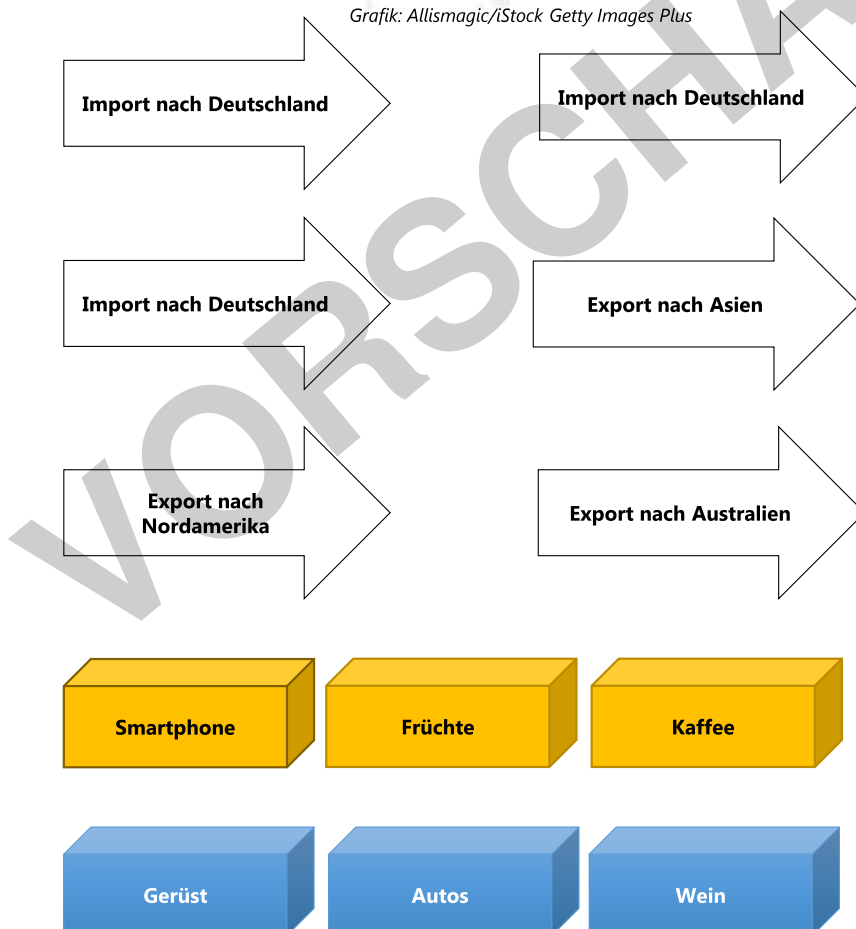 Grafik: Allismagic/iStock Getty Images Plus
Import nach Deutschland
Import nach Deutschland
Import nach Deutschland
Export nach Asien
Export nach
Nordamerika
Export nach Australien
Smartphone
Früchte
Kaffee
Gerüst
Autos
Wein
VORSCHA